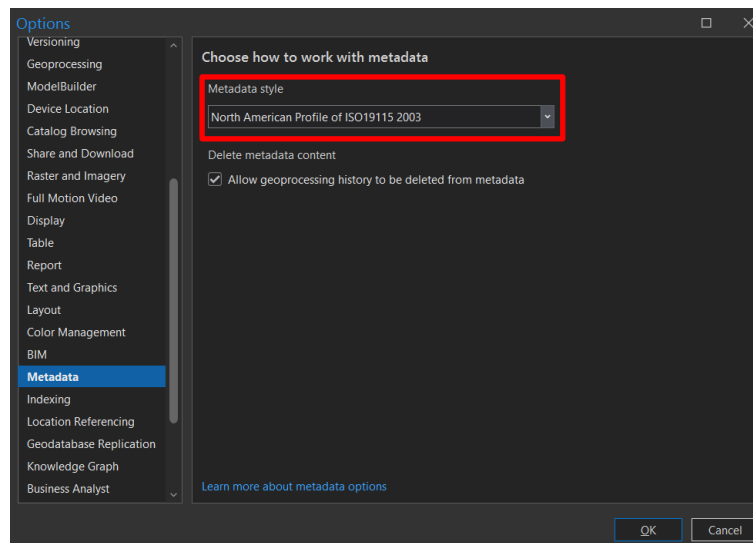 Options
Versioning
Geoprocessing
ModelBuilder
Device Location
Catalog Browsing
Share and Download
Raster and Imagery
Full Motion Video
Display
Table
Report
Text and Graphics
Layout
Color Management
BIM
Metadata
Indexing
Location Referencing
Geodatabase Replication
Knowledge Graph
Business Analyst
Choose how to work with metadata
Metadata style
North American Profile of ISO19115 2003
Delete metadata content
Allow geoprocessing history to be deleted from metadata
Learn more about metadata options
OK
Cancel